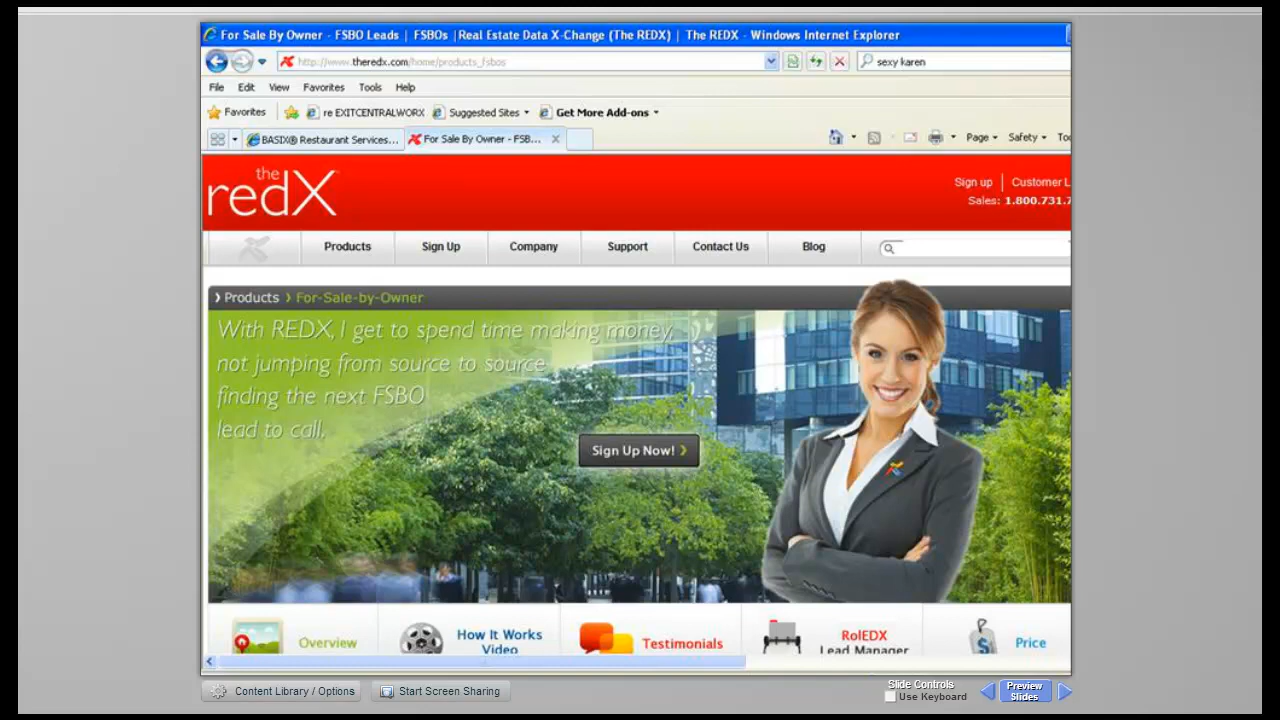 For Sale By Owner - FSBO Leads | FSBOs |Real Estate Data X-Change (The REDX) | The REDX - Windows Internet Explorer
http://www.theredx.com/home/products_fsbos
sexy karen
File Edit View Favorites Tools Help
Favorites re EXITCENTRALWORX Suggested Sites Get More Add-ons
BASIX® Restaurant Services... For Sale By Owner - FSB... Page Safety Too
the
redX
Sign up Customer L
Sales: 1.800.731.7
Products Sign Up Company Support Contact Us Blog
Products For-Sale-by-Owner
With REDX, I get to spend time making money,
not jumping from source to source
finding the next FSBO
lead to call.
Sign Up Now!
Overview
How It Works
Video
Testimonials
RolEDX
Lead Manager
Price
Content Library / Options Start Screen Sharing
Slide Controls
Use Keyboard
Preview
Slides